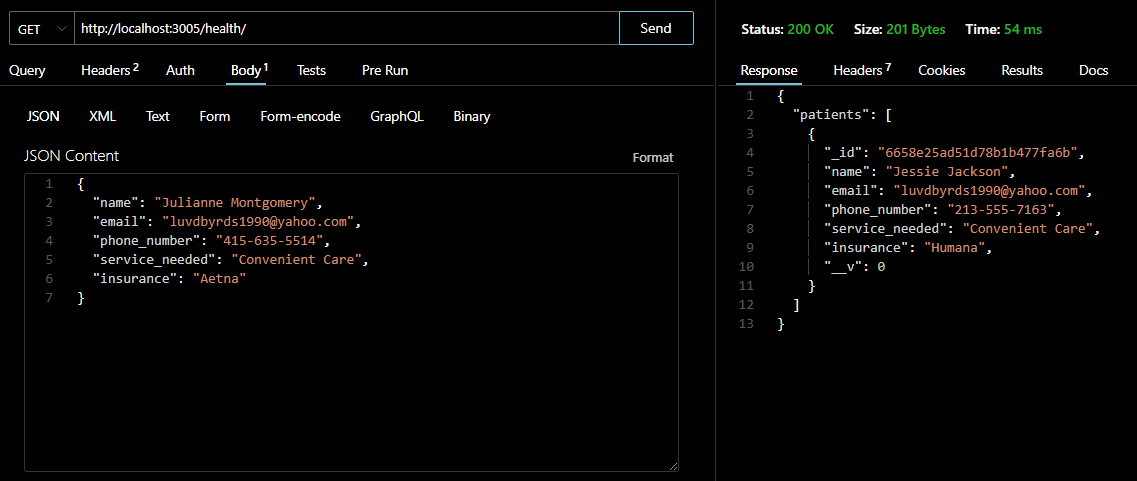 GET http://localhost:3005/health/ Send
Query Headers 2 Auth Body 1 Tests Pre Run
JSON XML Text Form Form-encode GraphQL Binary
JSON Content Format
1 {
2 "name": "Julianne Montgomery",
3 "email": "luvdbyrds1990@yahoo.com",
4 "phone_number": "415-635-5514",
5 "service_needed": "Convenient Care",
6 "insurance": "Aetna"
7 }
Status: 200 OK Size: 201 Bytes Time: 54 ms
Response Headers 7 Cookies Results Docs
1 {
2 "patients": [
3 {
4 "_id": "6658e25ad51d78b1b477fa6b",
5 "name": "Jessie Jackson",
6 "email": "luvdbyrds1990@yahoo.com",
7 "phone_number": "213-555-7163",
8 "service_needed": "Convenient Care",
9 "insurance": "Humana",
10 "__v": 0
11 }
12 ]
13 }